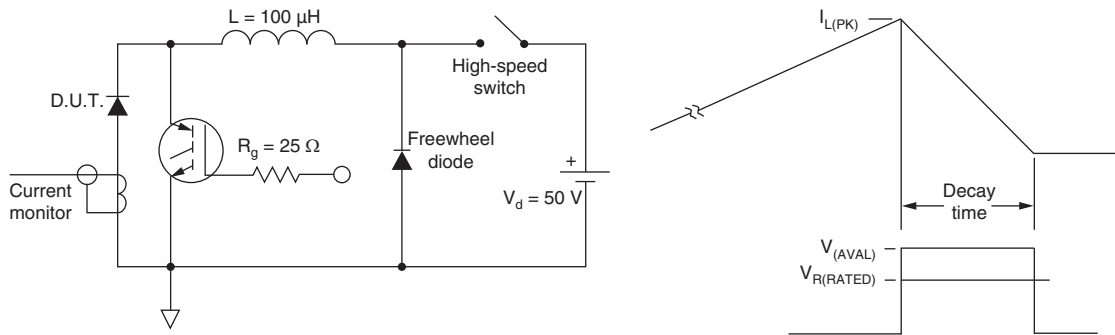 L = 100 μH
I_L(PK)
High-speed
switch
D.U.T.
Freewheel
diode
R_g = 25 Ω
+
Current
monitor
V_d = 50 V
Decay
time
V_(AVAL)
V_R(RATED)